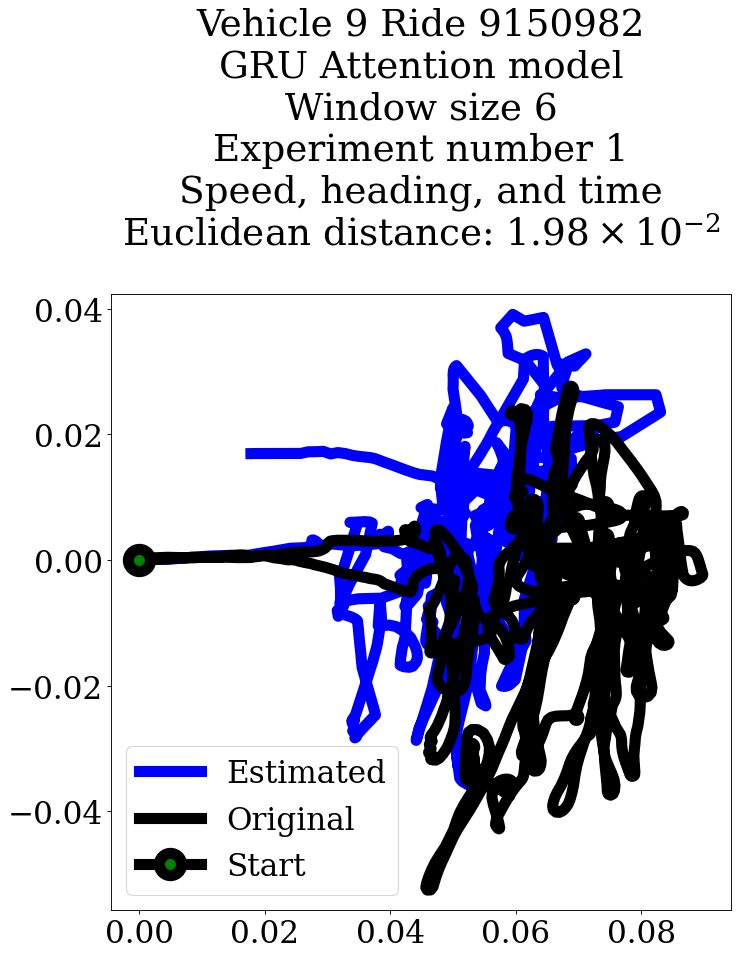 Vehicle 9 Ride 9150982
GRU Attention model
Window size 6
Experiment number 1
Speed, heading, and time
Euclidean distance: 1.98 × 10⁻²
0.04
0.02
0.00
−0.02
−0.04
Estimated
Original
Start
0.00 0.02 0.04 0.06 0.08